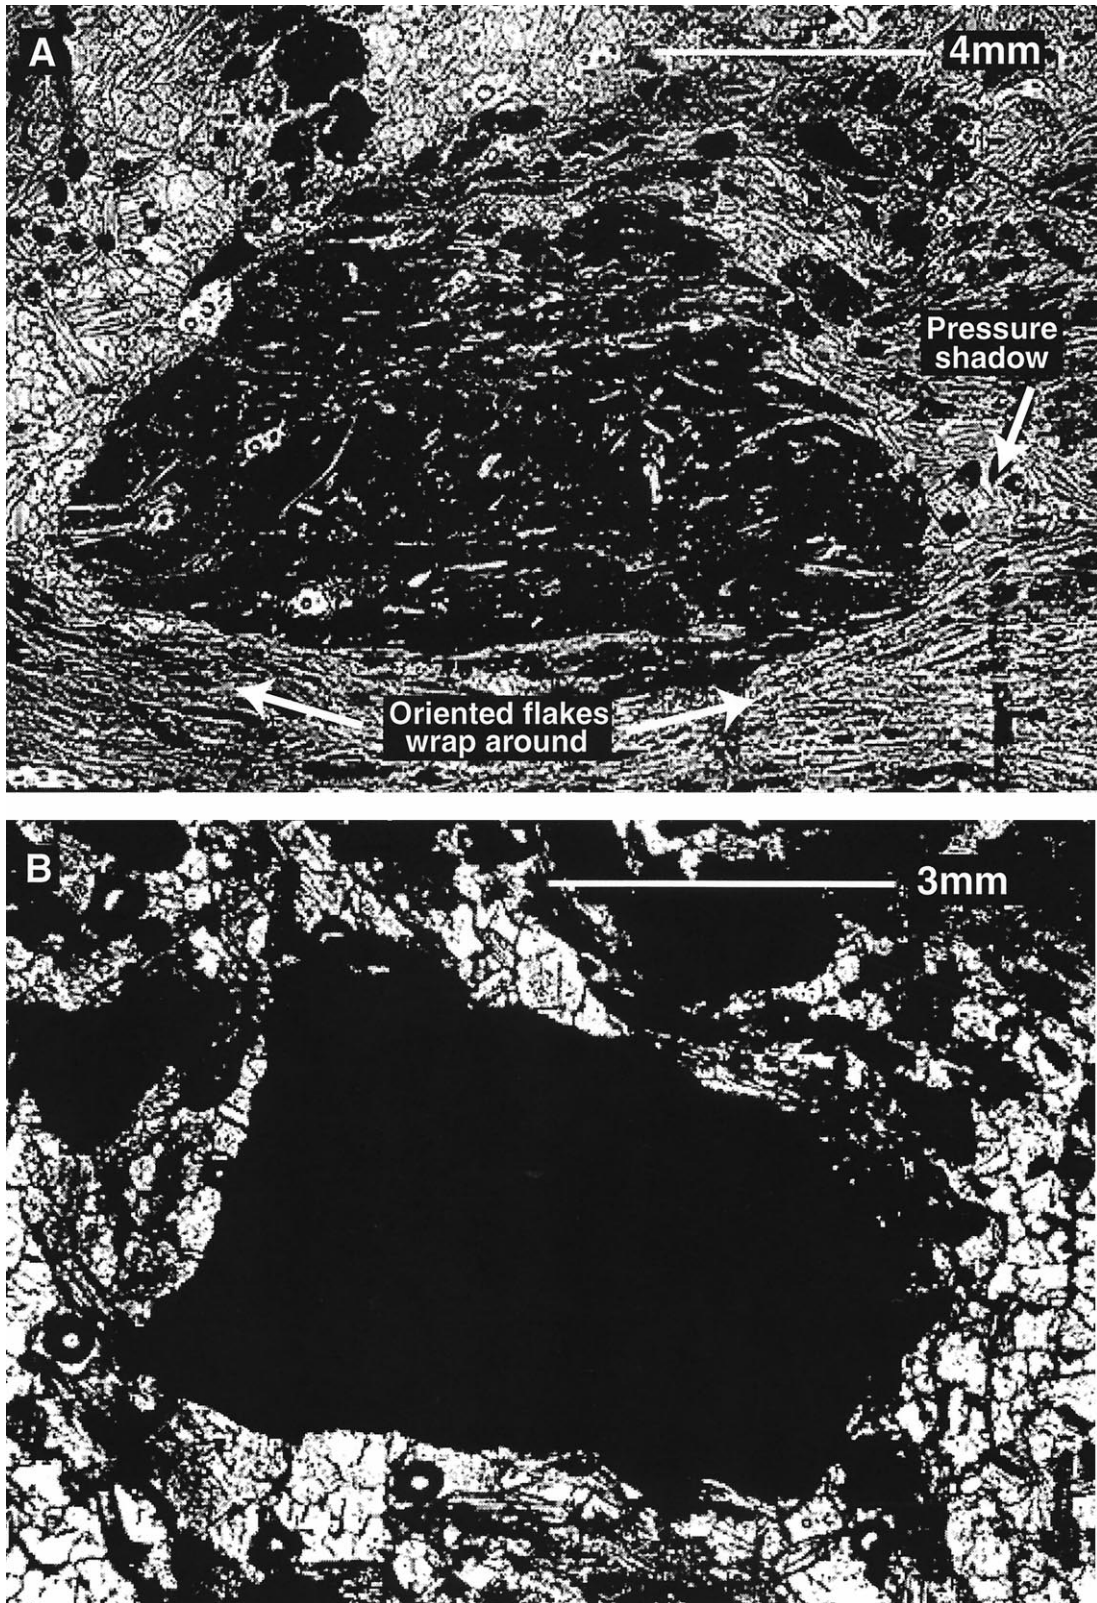 A
4mm
Pressure
shadow
Oriented flakes
wrap around
B
3mm